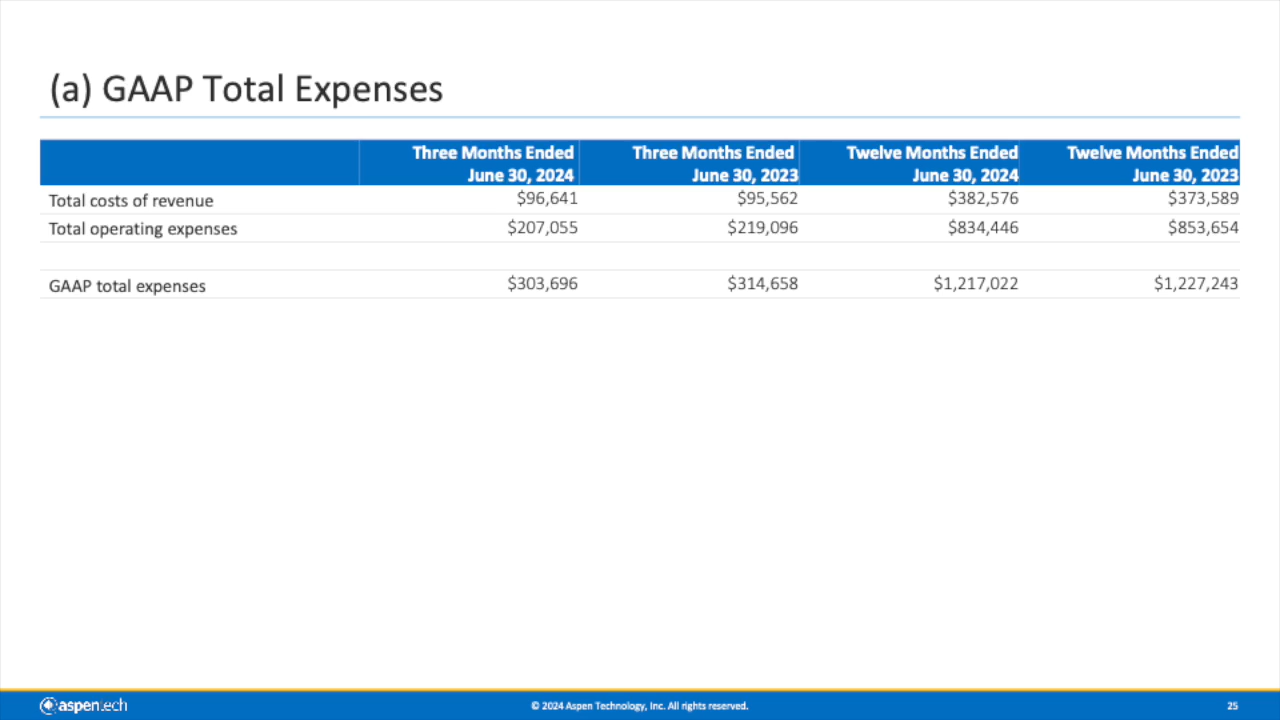 (a) GAAP Total Expenses
Three Months Ended June 30, 2024 Three Months Ended June 30, 2023 Twelve Months Ended June 30, 2024 Twelve Months Ended June 30, 2023
Total costs of revenue $96,641 $95,562 $382,576 $373,589
Total operating expenses $207,055 $219,096 $834,446 $853,654
GAAP total expenses $303,696 $314,658 $1,217,022 $1,227,243
aspentech © 2024 Aspen Technology, Inc. All rights reserved. 25